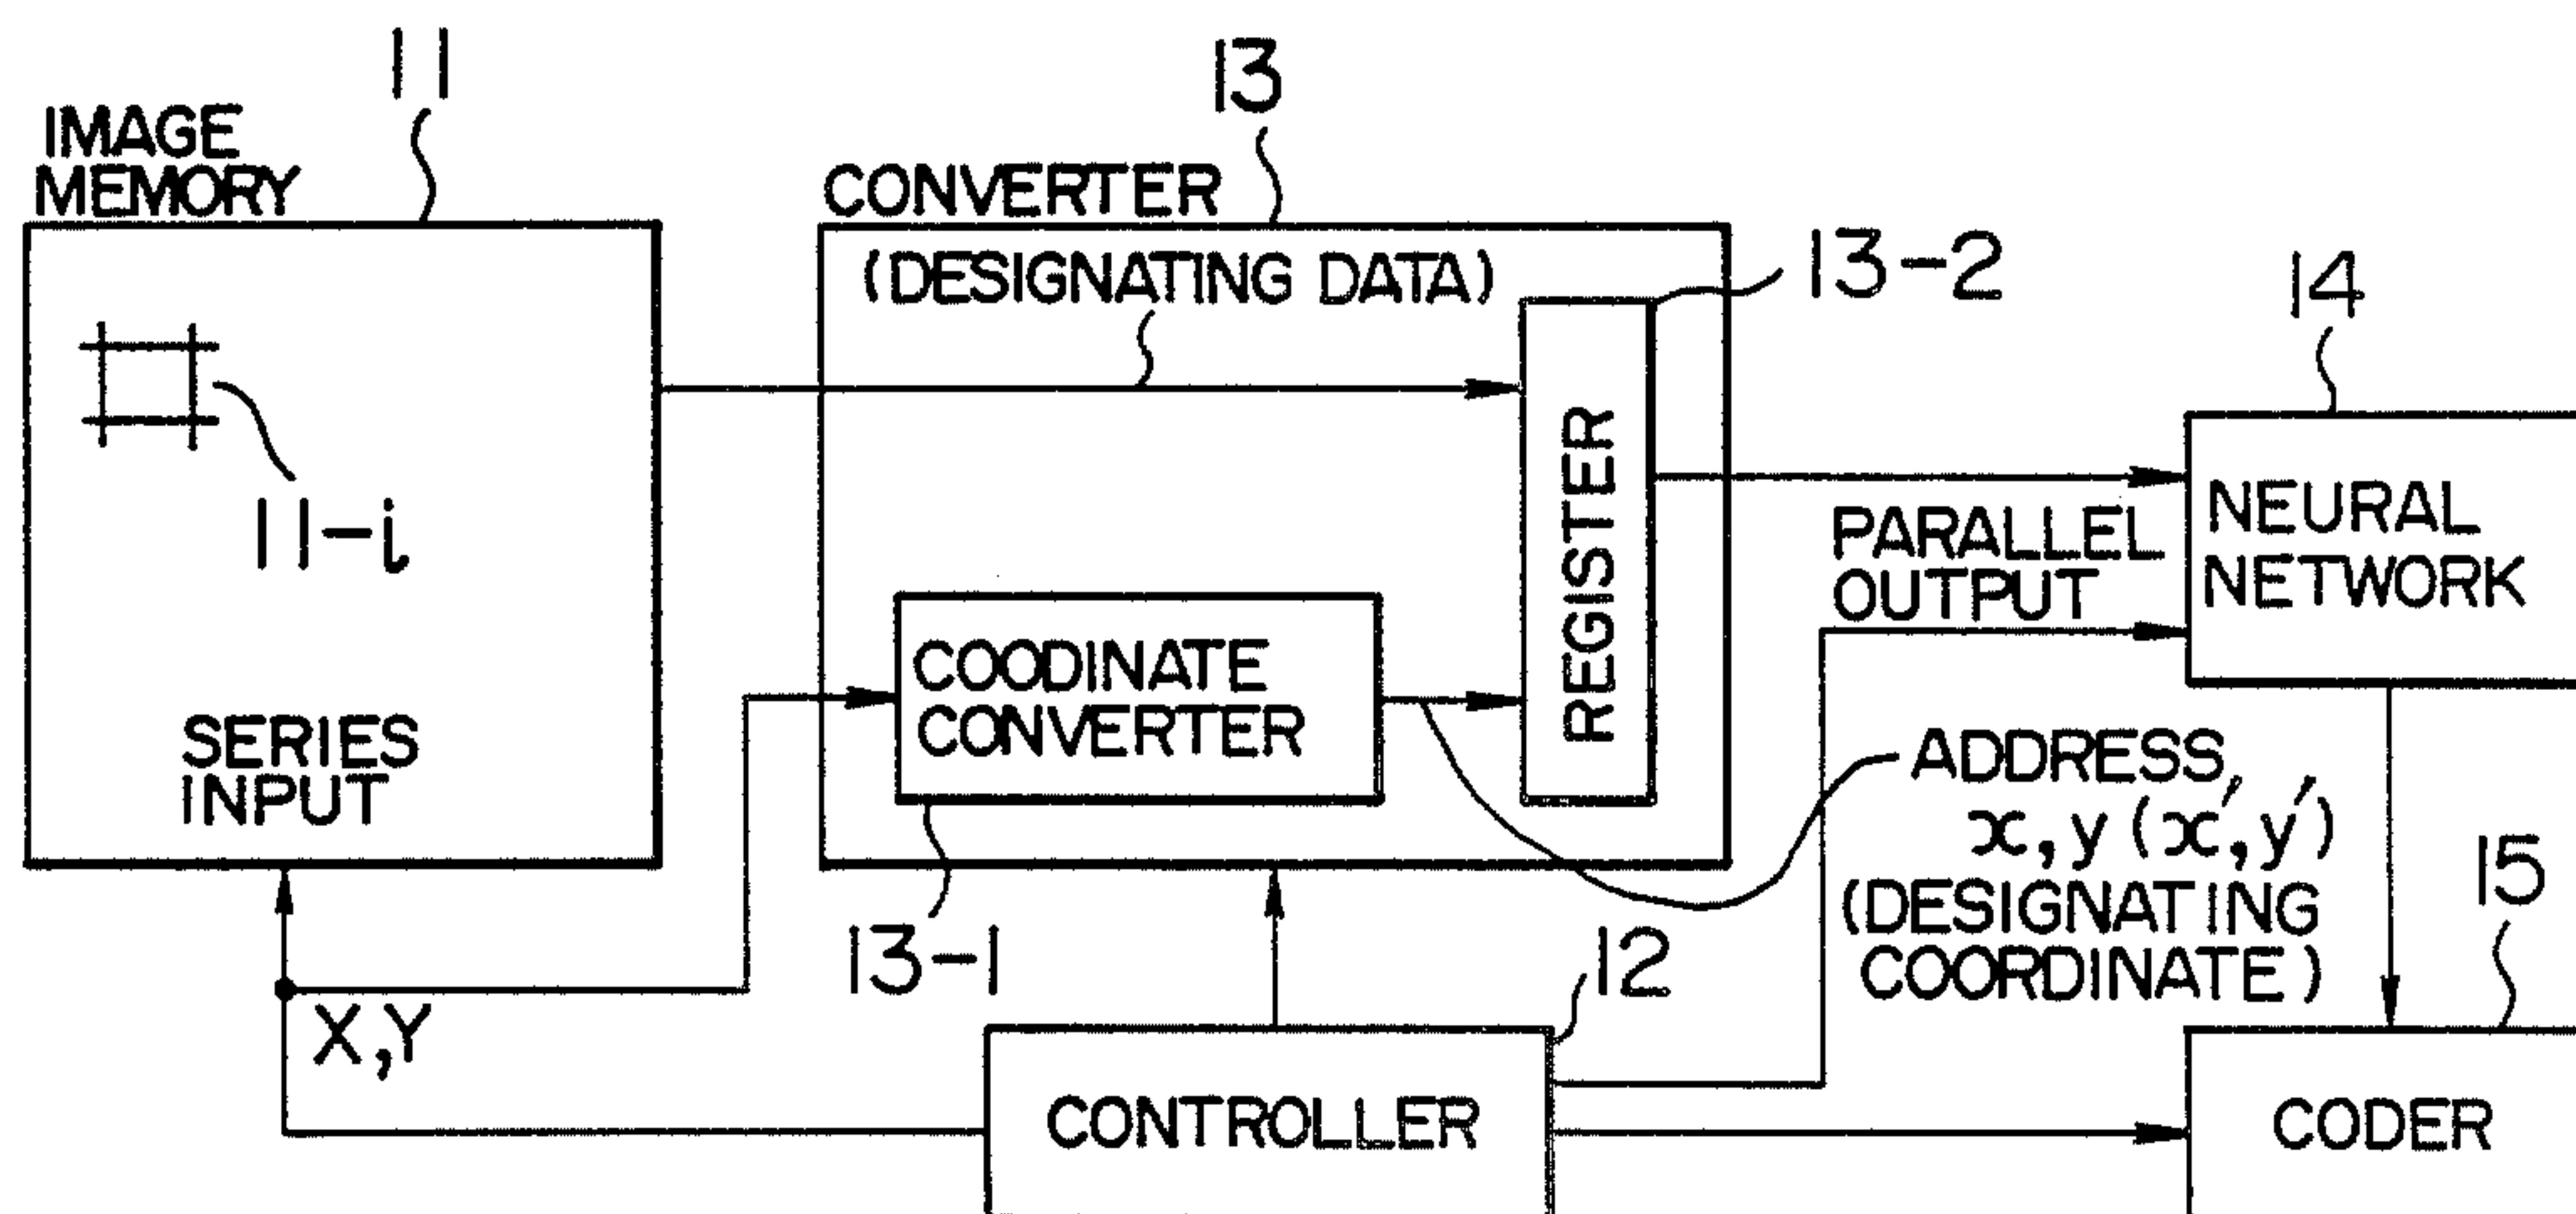 11
IMAGE
MEMORY
11-i
SERIES
INPUT
X,Y
13
CONVERTER
(DESIGNATING DATA)
13-2
REGISTER
COODINATE
CONVERTER
13-1
14
NEURAL
NETWORK
PARALLEL
OUTPUT
ADDRESS
x,y (x′,y′)
(DESIGNATING
COORDINATE)
12
CONTROLLER
15
CODER